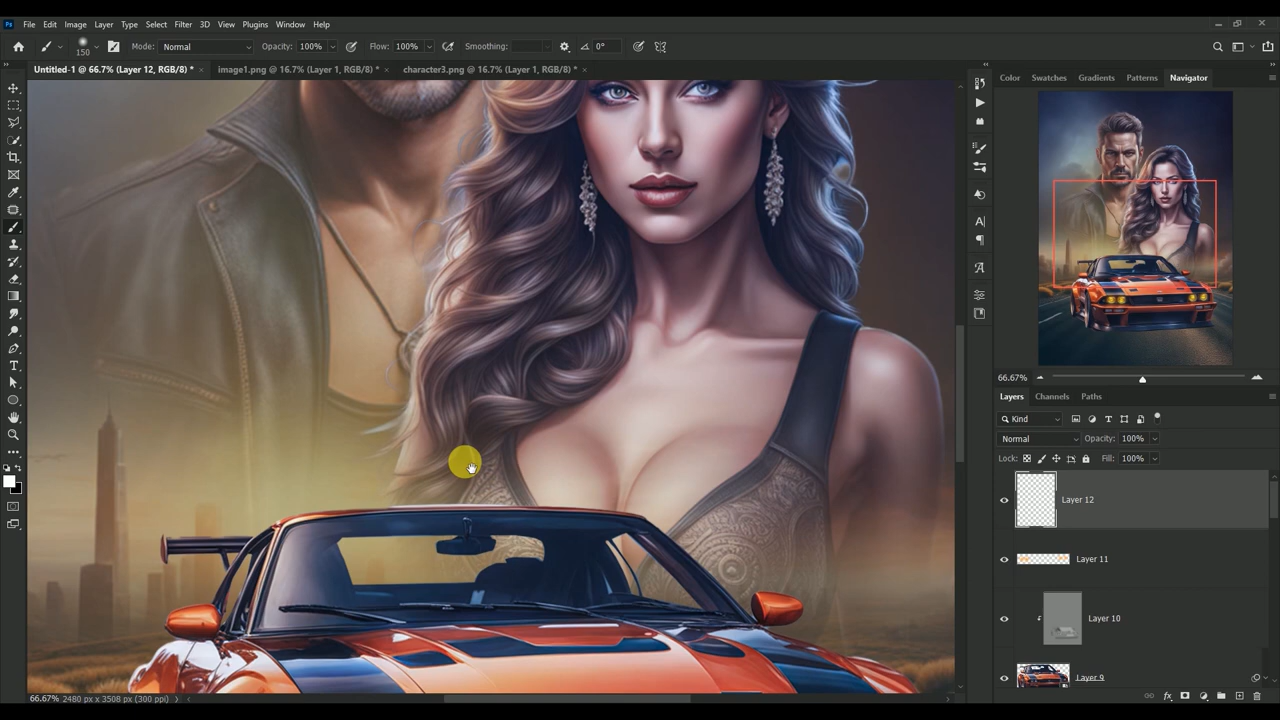 Ps File Edit Image Layer Type Select Filter 3D View Plugins Window Help
150 Mode: Normal Opacity: 100% Flow: 100% Smoothing: 0°
Untitled-1 @ 66.7% (Layer 12, RGB/8) * × image1.png @ 16.7% (Layer 1, RGB/8) * × character3.png @ 16.7% (Layer 1, RGB/8) * ×
Color Swatches Gradients Patterns Navigator
66.67%
Layers Channels Paths
Kind
Normal Opacity: 100%
Lock: Fill: 100%
Layer 12
Layer 11
Layer 10
Layer 9
66.67% 2480 px x 3508 px (300 ppi)